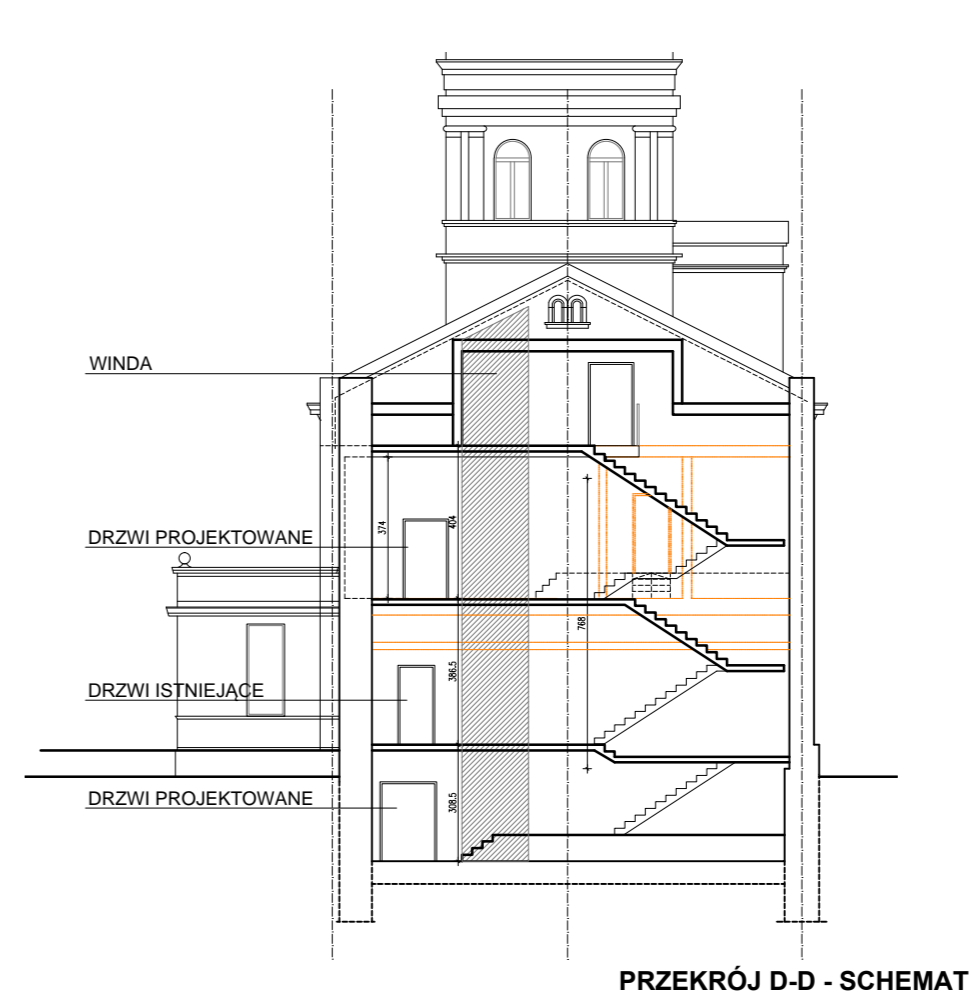 WINDA
DRZWI PROJEKTOWANE
374
404
768
DRZWI ISTNIEJĄCE
386.5
DRZWI PROJEKTOWANE
308.5
PRZEKRÓJ D-D - SCHEMAT